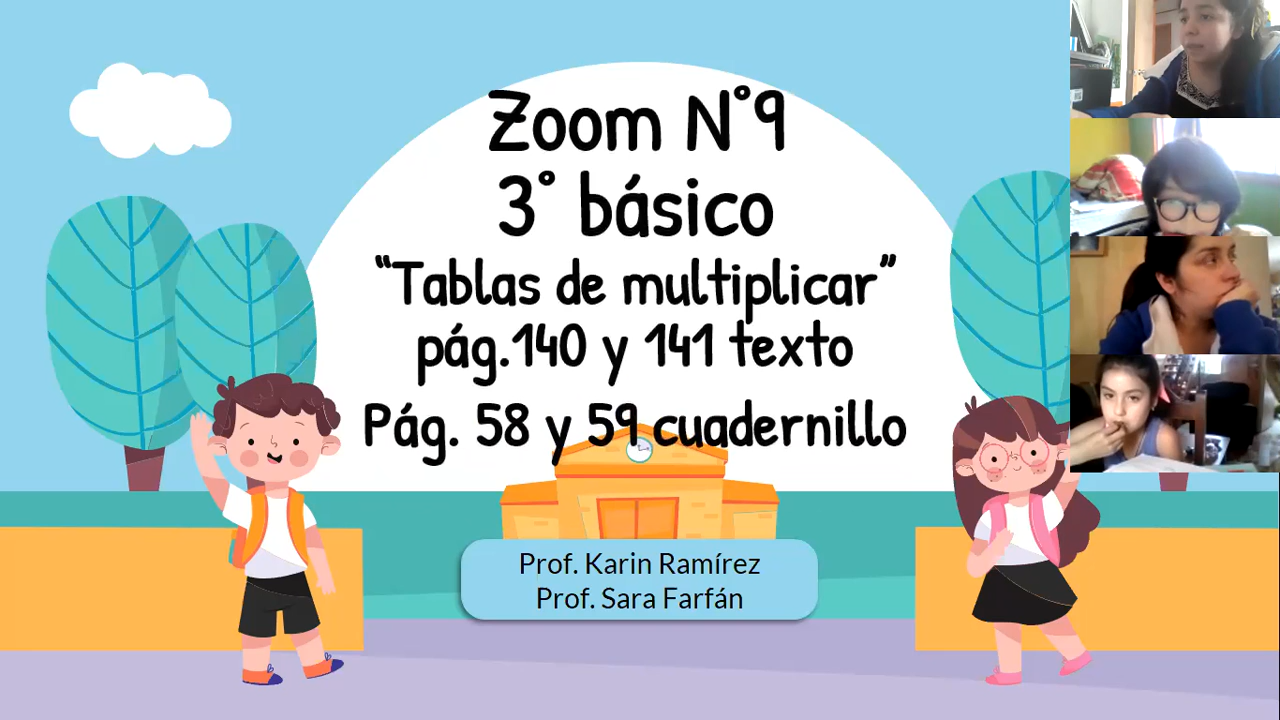 Zoom N°9
3° básico
“Tablas de multiplicar”
pág.140 y 141 texto
Pág. 58 y 59 cuadernillo
Prof. Karin Ramírez
Prof. Sara Farfán